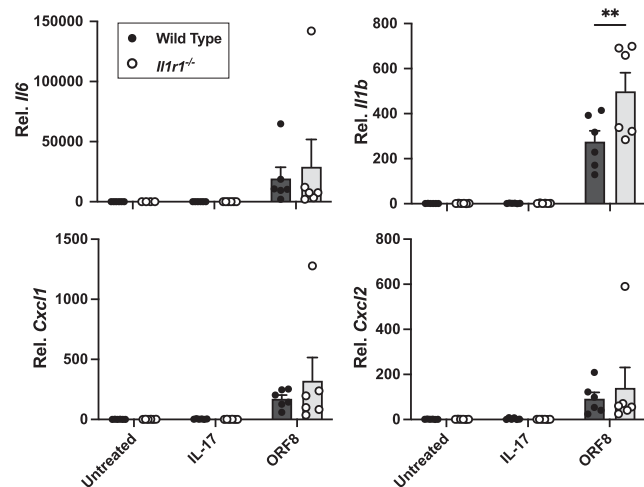 150000
100000
50000
0
Rel. Il6
Wild Type
Il1r1-/-
800
600
400
200
0
Rel. Il1b
**
1500
1000
500
0
Rel. Cxcl1
Untreated
IL-17
ORF8
800
600
400
200
0
Rel. Cxcl2
Untreated
IL-17
ORF8